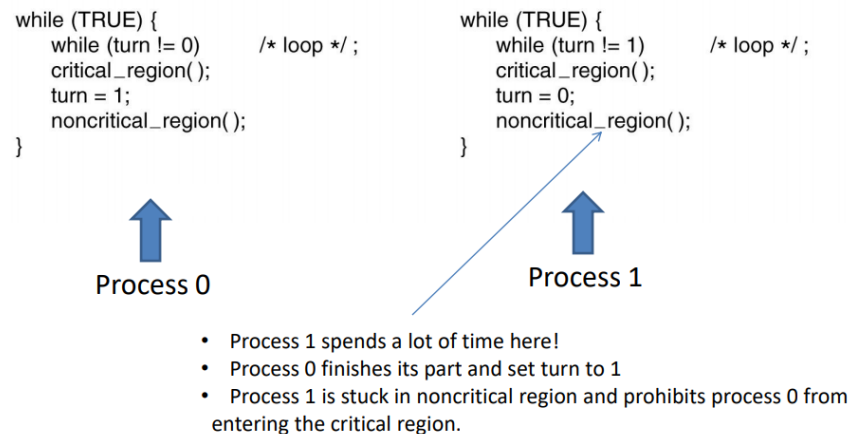 while (TRUE) {
while (turn != 0) /* loop */ ;
critical_region( );
turn = 1;
noncritical_region( );
}
Process 0
while (TRUE) {
while (turn != 1) /* loop */ ;
critical_region( );
turn = 0;
noncritical_region( );
}
Process 1
• Process 1 spends a lot of time here!
• Process 0 finishes its part and set turn to 1
• Process 1 is stuck in noncritical region and prohibits process 0 from
entering the critical region.